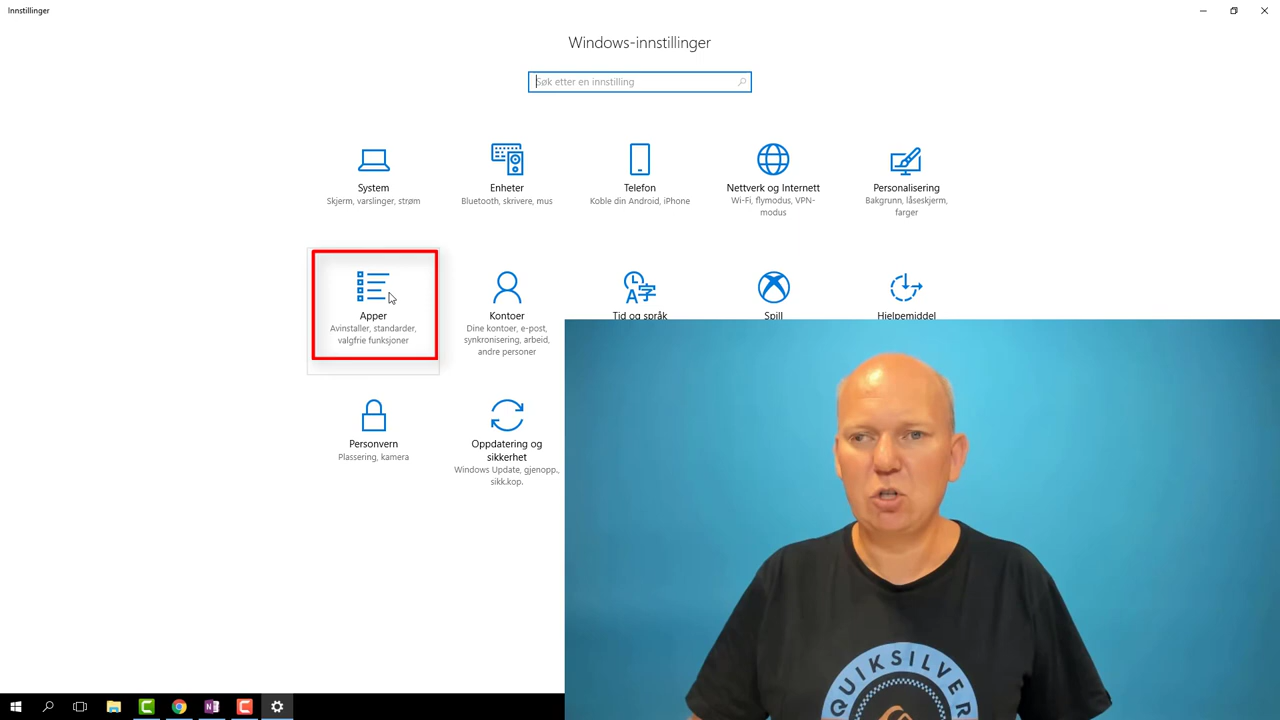 Innstillinger
Windows-innstillinger
Søk etter en innstilling
System
Skjerm, varslinger, strøm
Enheter
Bluetooth, skrivere, mus
Telefon
Koble din Android, iPhone
Nettverk og Internett
Wi-Fi, flymodus, VPN-
modus
Personalisering
Bakgrunn, låseskjerm,
farger
Apper
Avinstaller, standarder,
valgfrie funksjoner
Kontoer
Dine kontoer, e-post,
synkronisering, arbeid,
andre personer
Tid og språk
Spill
Hjelpemiddel
Personvern
Plassering, kamera
Oppdatering og
sikkerhet
Windows Update, gjenopp.,
sikk.kop.
QUIKSILVER